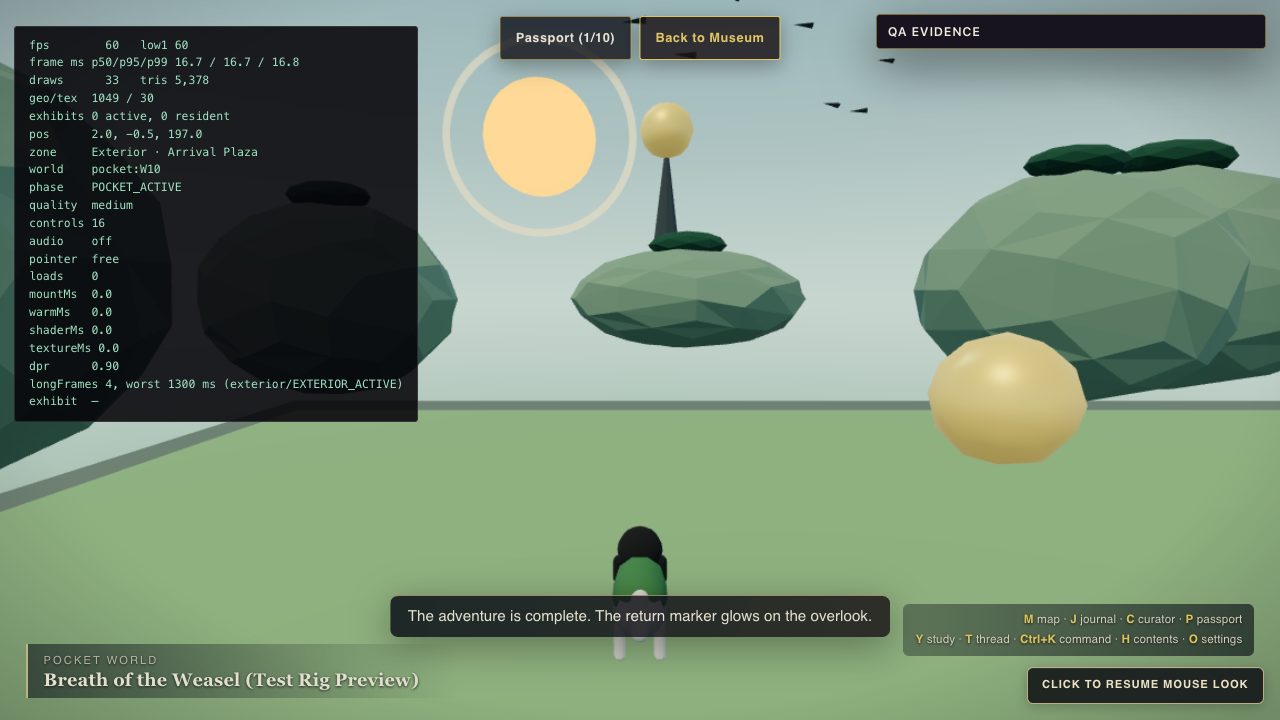 fps 60 low1 60
frame ms p50/p95/p99 16.7 / 16.7 / 16.8
draws 33 tris 5,378
geo/tex 1049 / 30
exhibits 0 active, 0 resident
pos 2.0, −0.5, 197.0
zone Exterior · Arrival Plaza
world pocket:W10
phase POCKET_ACTIVE
quality medium
controls 16
audio off
pointer free
loads 0
mountMs 0.0
warmMs 0.0
shaderMs 0.0
textureMs 0.0
dpr 0.90
longFrames 4, worst 1300 ms (exterior/EXTERIOR_ACTIVE)
exhibit —
Passport (1/10)
Back to Museum
QA EVIDENCE
The adventure is complete. The return marker glows on the overlook.
M map · J journal · C curator · P passport
Y study · T thread · Ctrl+K command · H contents · O settings
POCKET WORLD
Breath of the Weasel (Test Rig Preview)
CLICK TO RESUME MOUSE LOOK